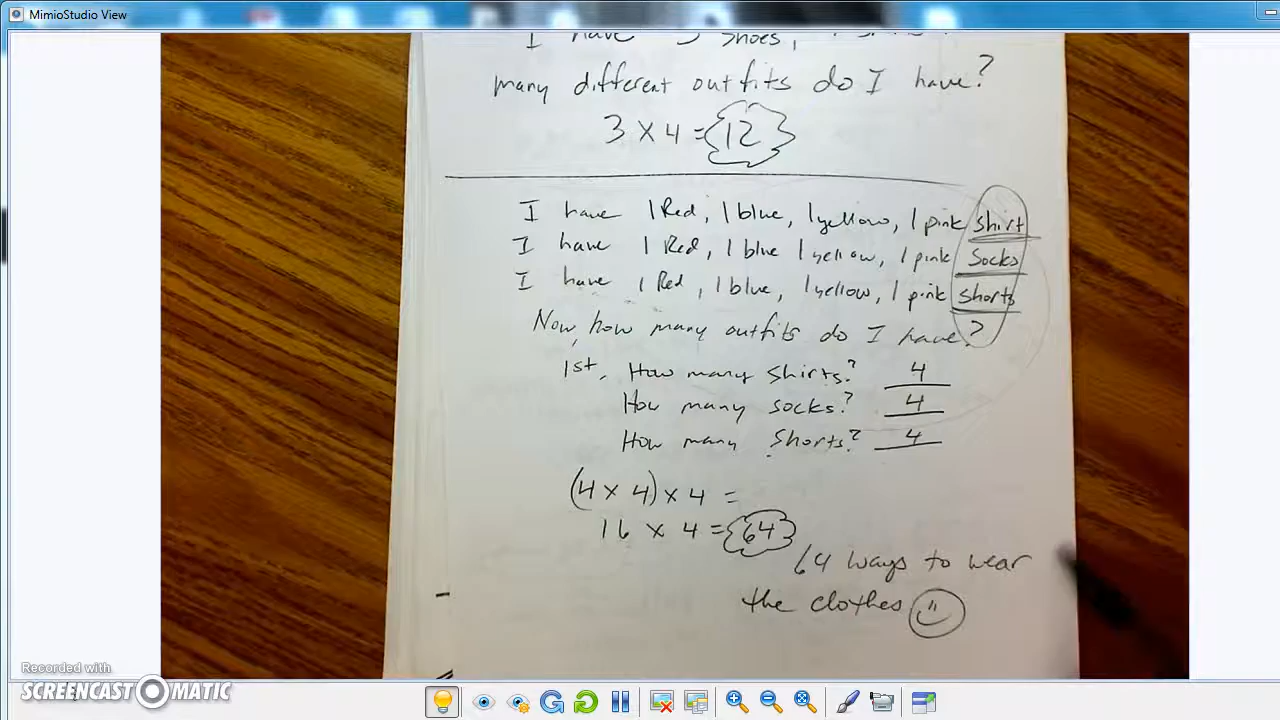 MimioStudio View
I have 3 shoes,
many different outfits do I have?
3 x 4 = 12
I have 1 Red, 1 blue, 1 yellow, 1 pink shirt
I have 1 Red, 1 blue 1 yellow, 1 pink Socks
I have 1 Red, 1 blue, 1 yellow, 1 pink shorts
Now, how many outfits do I have?
1st, How many shirts? 4
How many socks? 4
How many Shorts? 4
(4 x 4) x 4 =
16 x 4 = 64
64 ways to wear
the clothes
Recorded with
SCREENCAST MATIC